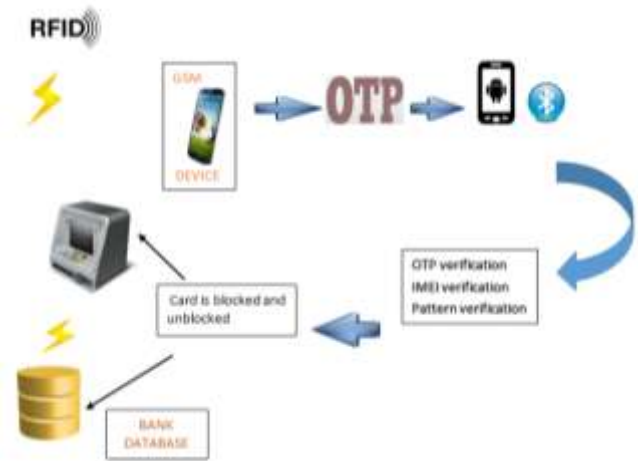 RFID
GSM
DEVICE
OTP
OTP verification
IMEI verification
Pattern verification
Card is blocked and
unblocked
BANK
DATABASE